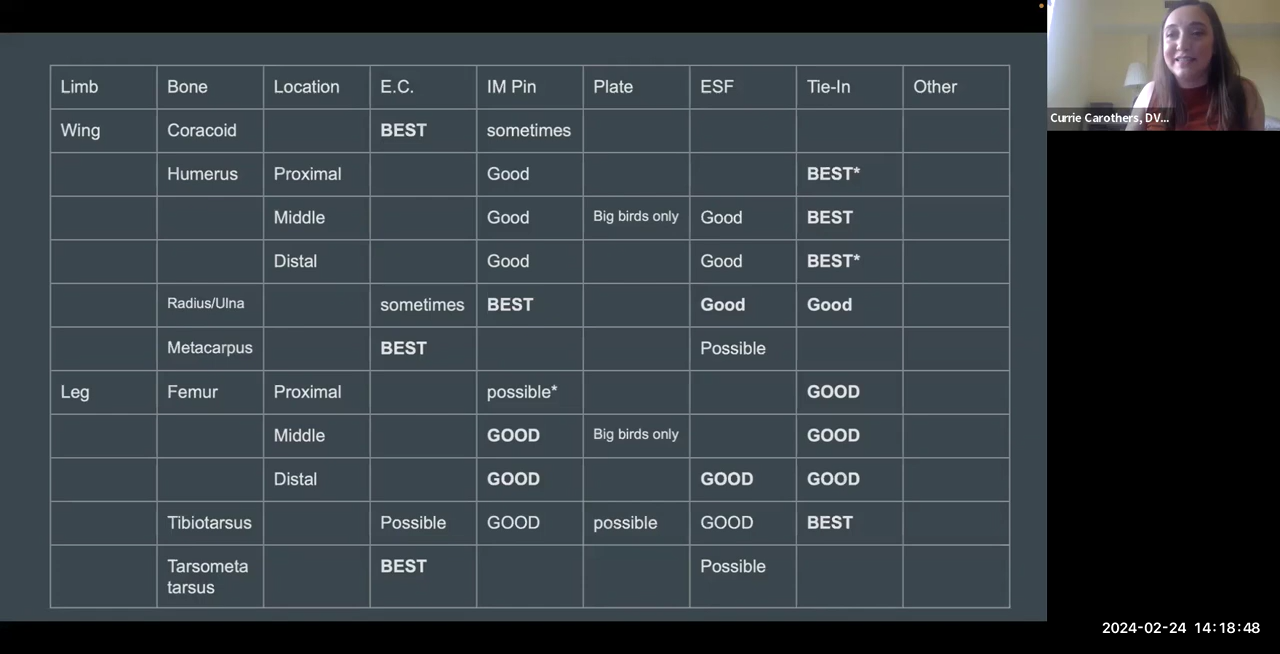 Limb Bone Location E.C. IM Pin Plate ESF Tie-In Other
Wing Coracoid BEST sometimes
Humerus Proximal Good BEST*
Middle Good Big birds only Good BEST
Distal Good Good BEST*
Radius/Ulna sometimes BEST Good Good
Metacarpus BEST Possible
Leg Femur Proximal possible* GOOD
Middle GOOD Big birds only GOOD
Distal GOOD GOOD GOOD
Tibiotarsus Possible GOOD possible GOOD BEST
Tarsometa BEST Possible
tarsus
Currie Carothers, DV...
2024-02-24 14:18:48